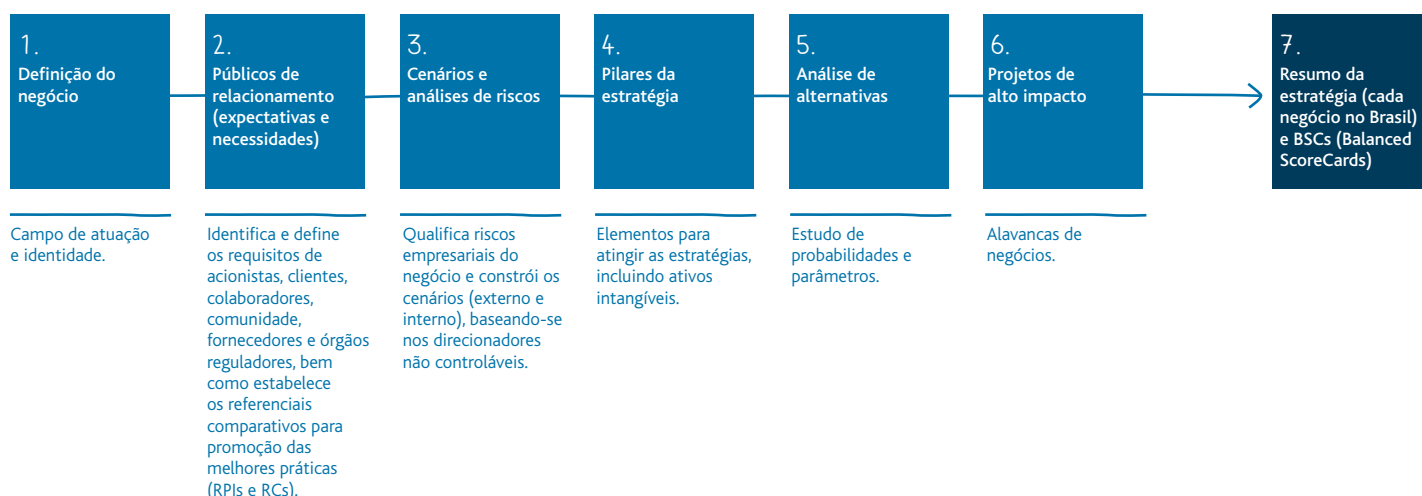 1.
Definição do
negócio
2.
Públicos de
relacionamento
(expectativas e
necessidades)
3.
Cenários e
análises de riscos
4.
Pilares da
estratégia
5.
Análise de
alternativas
6.
Projetos de
alto impacto
7.
Resumo da
estratégia (cada
negócio no Brasil)
e BSCs (Balanced
ScoreCards)
Campo de atuação
e identidade.
Identifica e define
os requisitos de
acionistas, clientes,
colaboradores,
comunidade,
fornecedores e órgãos
reguladores, bem
como estabelece
os referenciais
comparativos para
promoção das
melhores práticas
(RPIs e RCs).
Qualifica riscos
empresariais do
negócio e constrói os
cenários (externo e
interno), baseando-se
nos direcionadores
não controláveis.
Elementos para
atingir as estratégias,
incluindo ativos
intangíveis.
Estudo de
probabilidades e
parâmetros.
Alavancas de
negócios.